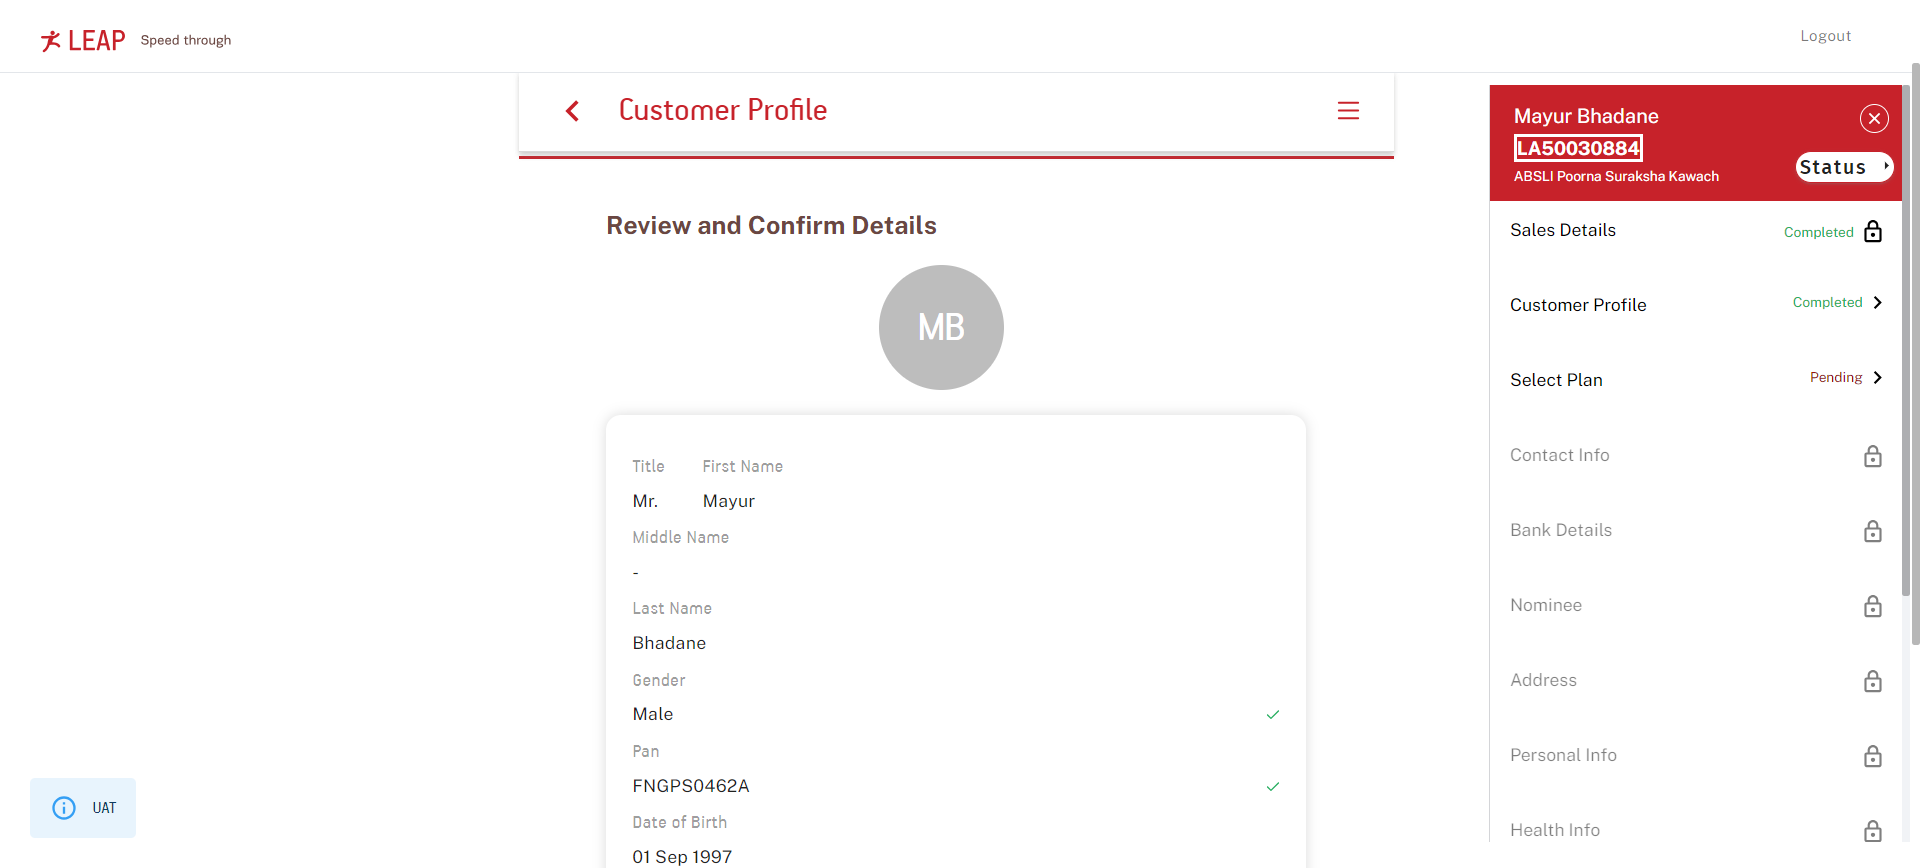 LEAP Speed through
Logout
Customer Profile
Review and Confirm Details
MB
Title First Name
Mr. Mayur
Middle Name
-
Last Name
Bhadane
Gender
Male
Pan
FNGPS0462A
Date of Birth
01 Sep 1997
UAT
Mayur Bhadane
LA50030884
ABSLI Poorna Suraksha Kawach
Status
Sales Details Completed
Customer Profile Completed
Select Plan Pending
Contact Info
Bank Details
Nominee
Address
Personal Info
Health Info